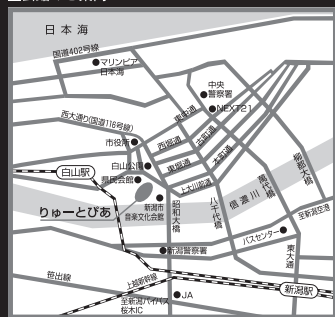 日本海
国道402号線
マリンピア
日本海
中央
警察署
NEXT21
西大通り(国道116号線)
東中通
市役所
西堀通
古町通
白山公園
東堀通
本町通
白山駅
県民会館
上大川前通
りゅーとぴあ
新潟市
音楽文化会館
昭和大橋
八千代橋
信濃川
萬代橋
柳都大橋
至新潟空港
バスセンター
新潟警察署
東大通
笹出線
上越新幹線
新潟駅
至新潟バイパス
桜木IC
JA